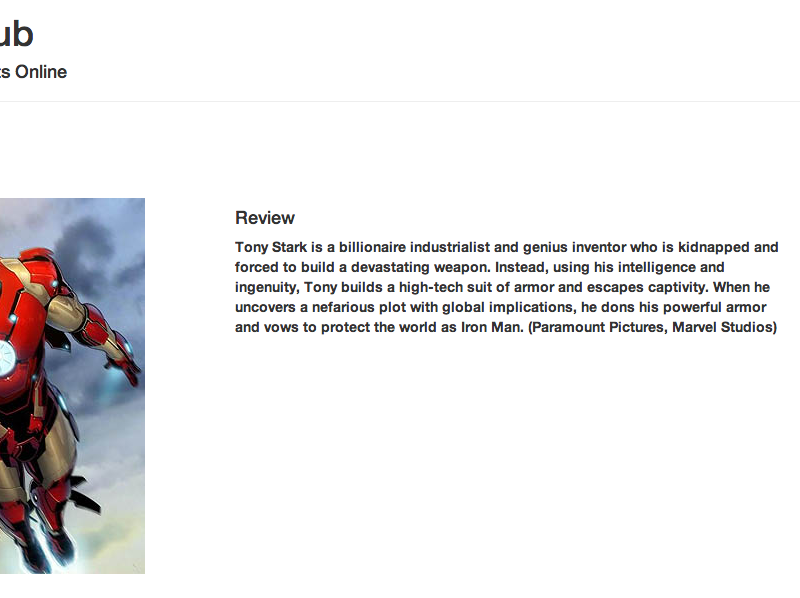 ub
ts Online
Review
Tony Stark is a billionaire industrialist and genius inventor who is kidnapped and
forced to build a devastating weapon. Instead, using his intelligence and
ingenuity, Tony builds a high-tech suit of armor and escapes captivity. When he
uncovers a nefarious plot with global implications, he dons his powerful armor
and vows to protect the world as Iron Man. (Paramount Pictures, Marvel Studios)